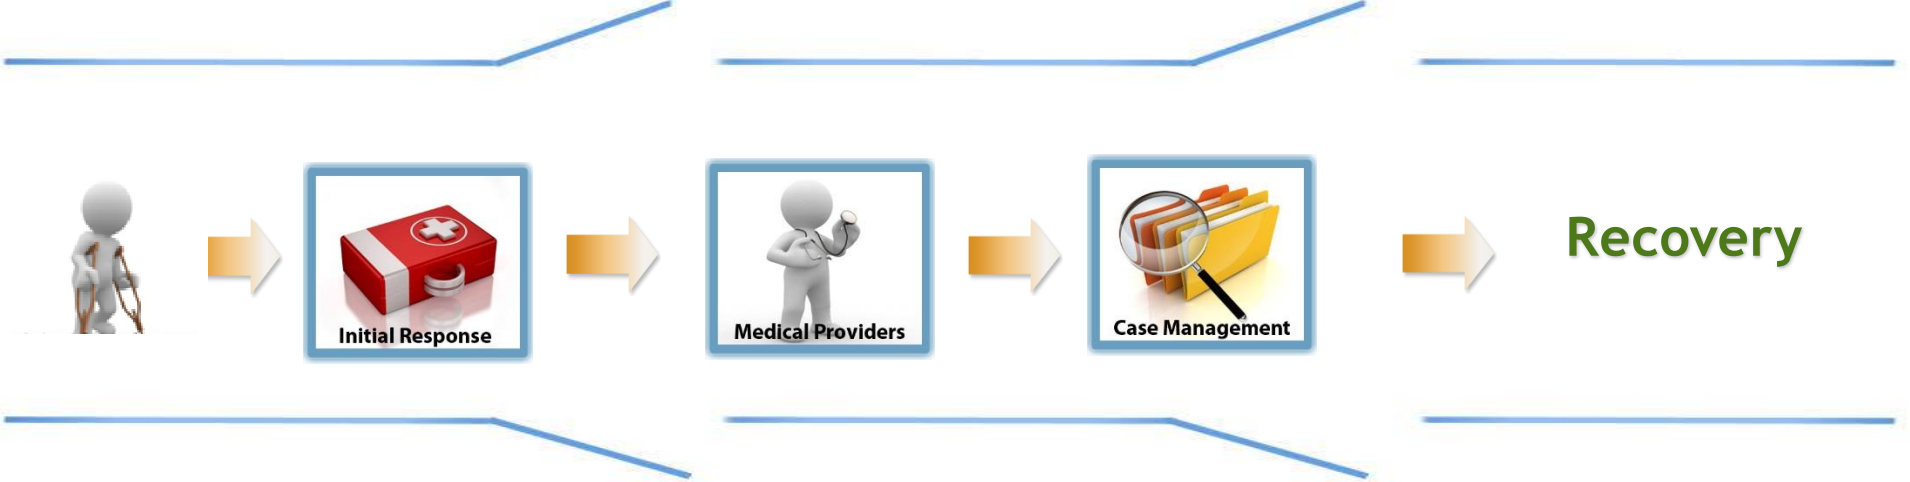 Initial Response
Medical Providers
Case Management
Recovery